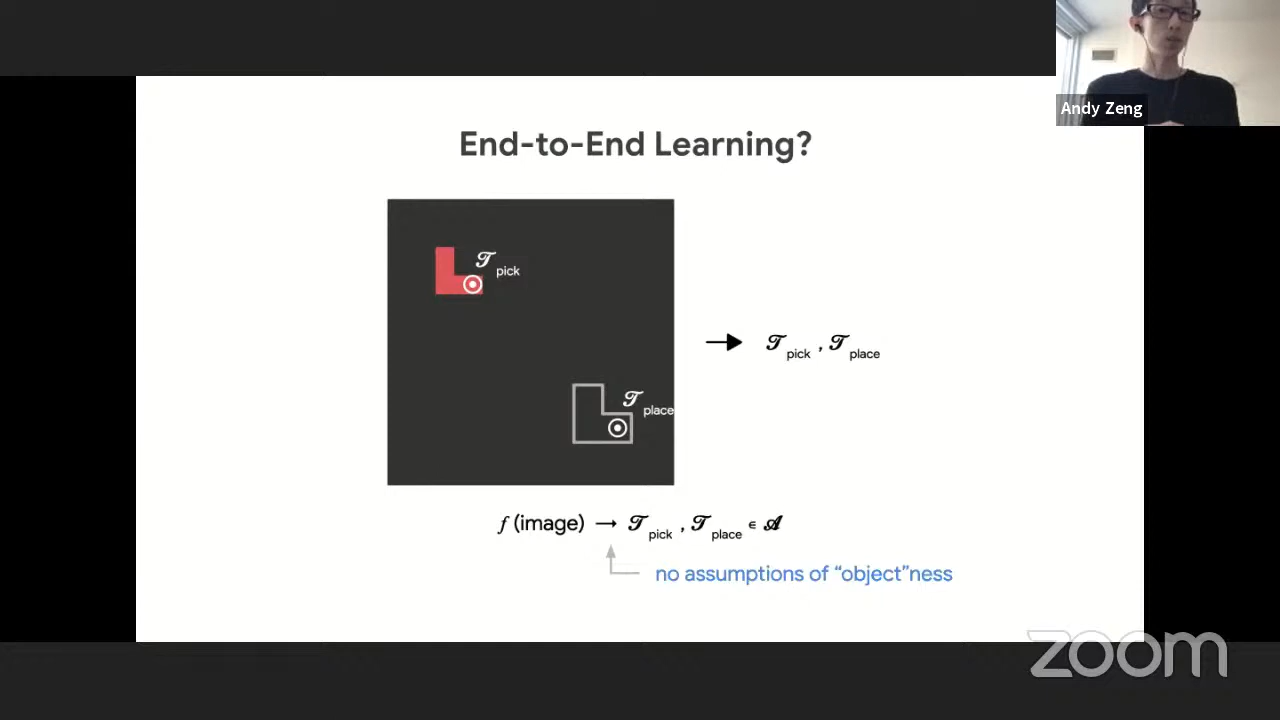 Andy Zeng
End-to-End Learning?
𝒯 pick
𝒯 pick , 𝒯 place
𝒯 place
f (image) → 𝒯 pick , 𝒯 place ∈ 𝒜
no assumptions of “object”ness
zoom